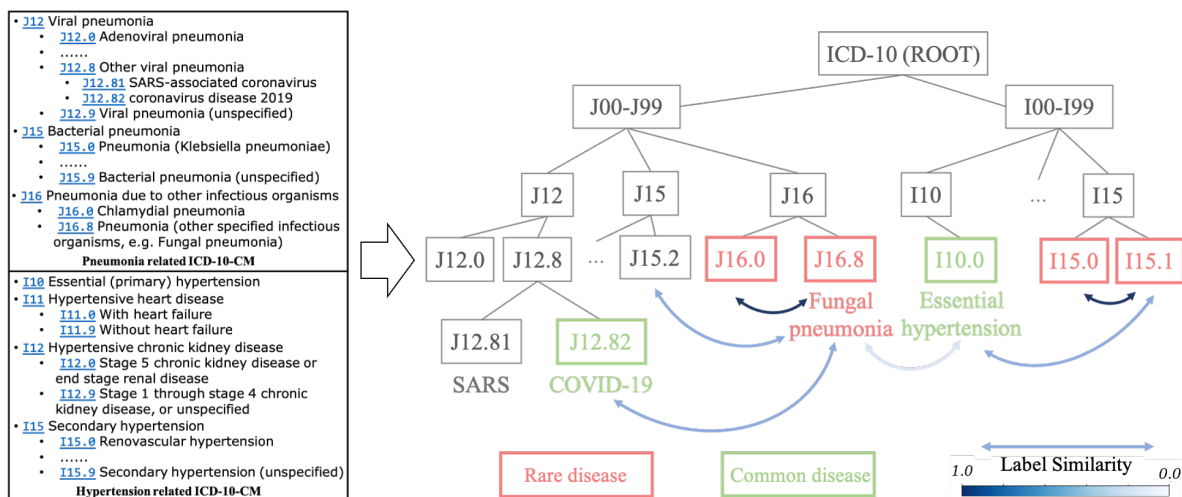 • J12 Viral pneumonia
• J12.0 Adenoviral pneumonia
• ......
• J12.8 Other viral pneumonia
• J12.81 SARS-associated coronavirus
• J12.82 coronavirus disease 2019
• J12.9 Viral pneumonia (unspecified)
• J15 Bacterial pneumonia
• J15.0 Pneumonia (Klebsiella pneumoniae)
• ......
• J15.9 Bacterial pneumonia (unspecified)
• J16 Pneumonia due to other infectious organisms
• J16.0 Chlamydial pneumonia
• J16.8 Pneumonia (other specified infectious
organisms, e.g. Fungal pneumonia)
Pneumonia related ICD-10-CM
• I10 Essential (primary) hypertension
• I11 Hypertensive heart disease
• I11.0 With heart failure
• I11.9 Without heart failure
• I12 Hypertensive chronic kidney disease
• I12.0 Stage 5 chronic kidney disease or
end stage renal disease
• I12.9 Stage 1 through stage 4 chronic
kidney disease, or unspecified
• I15 Secondary hypertension
• I15.0 Renovascular hypertension
• ......
• I15.9 Secondary hypertension (unspecified)
Hypertension related ICD-10-CM
ICD-10 (ROOT)
J00-J99
I00-I99
J12
J15
J16
I10
...
I15
J12.0
J12.8
...
J15.2
J16.0
J16.8
I10.0
I15.0
I15.1
Fungal
pneumonia
Essential
hypertension
J12.81
J12.82
SARS
COVID-19
Rare disease
Common disease
1.0
Label Similarity
0.0